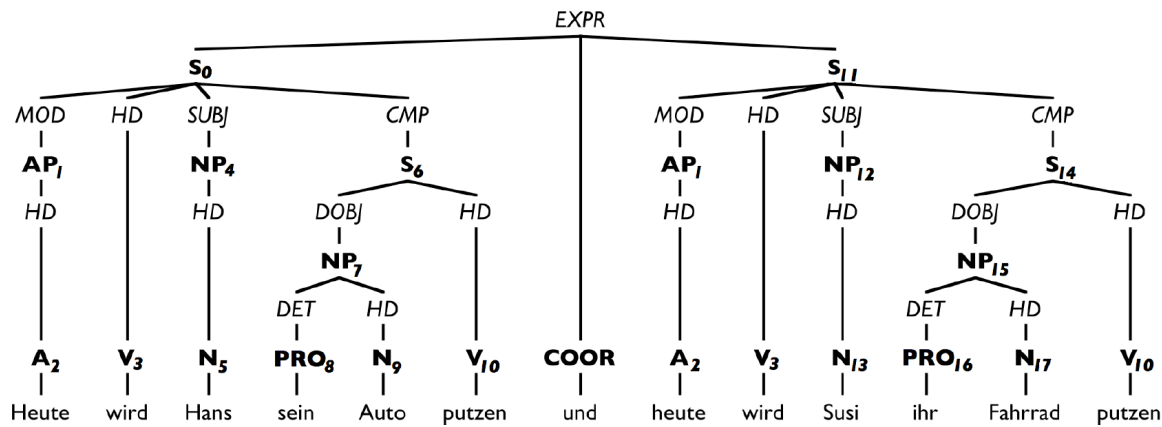 EXPR
S0 S11
MOD HD SUBJ CMP MOD HD SUBJ CMP
AP1 NP4 S6 AP1 NP12 S14
HD HD DOBJ HD HD HD DOBJ HD
NP7 NP15
DET HD DET HD
A2 V3 N5 PRO8 N9 V10 COOR A2 V3 N13 PRO16 N17 V10
Heute wird Hans sein Auto putzen und heute wird Susi ihr Fahrrad putzen